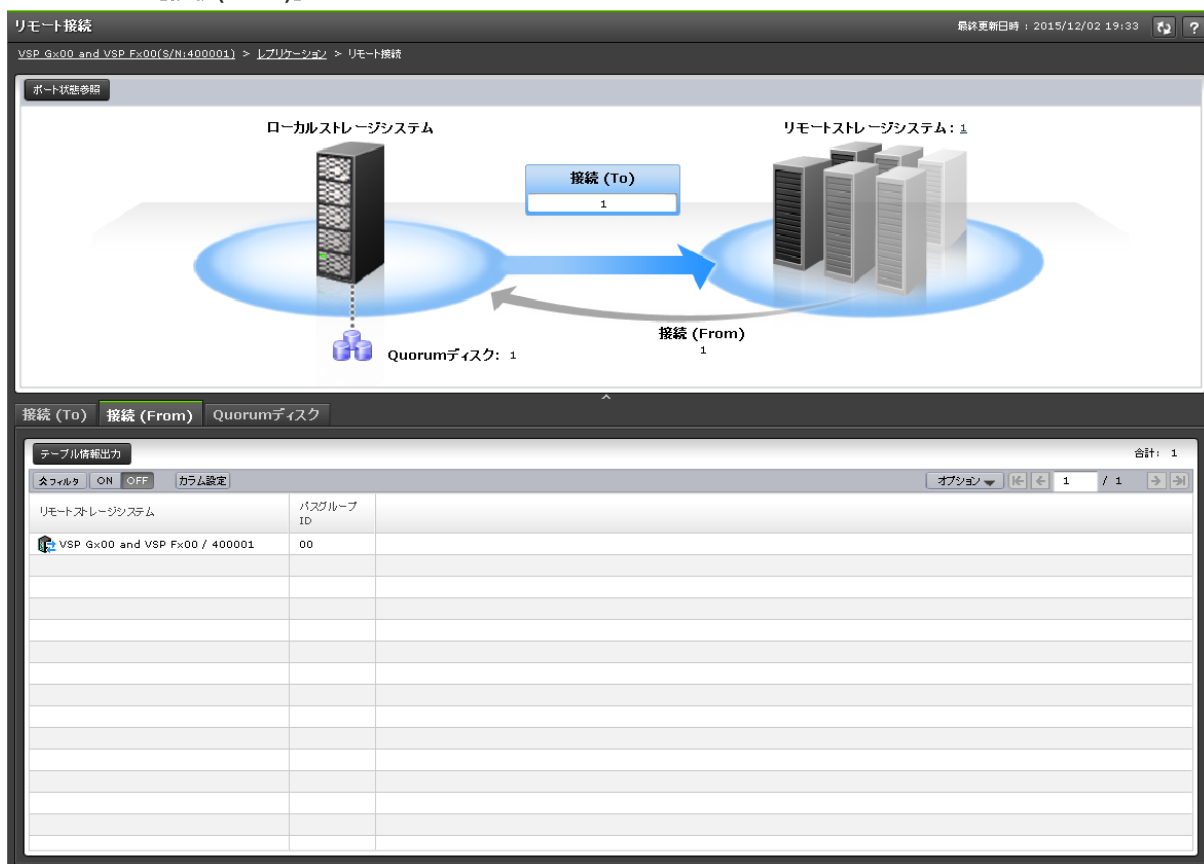 リモート接続
最終更新日時 : 2015/12/02 19:33
?
VSP Gx00 and VSP Fx00(S/N:400001) > レプリケーション > リモート接続
ポート状態参照
ローカルストレージシステム
リモートストレージシステム: 1
接続 (To)
1
接続 (From)
1
Quorumディスク: 1
接続 (To) 接続 (From) Quorumディスク
テーブル情報出力
合計: 1
フィルタ ON OFF カラム設定
オプション 1 / 1
リモートストレージシステム
パスグループ
ID
VSP Gx00 and VSP Fx00 / 400001
00